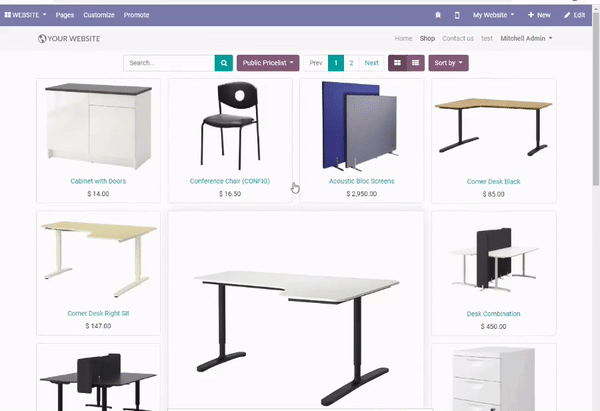 WEBSITE Pages Customize Promote My Website New Edit
YOUR WEBSITE Home Shop Contact us test Mitchell Admin
Search... Public Pricelist Prev 1 2 Next Sort by
Cabinet with Doors Conference Chair (CONFIG) Acoustic Bloc Screens Corner Desk Black
$ 14.00 $ 16.50 $ 2,950.00 $ 85.00
Corner Desk Right Sit Desk Combination
$ 147.00 $ 450.00